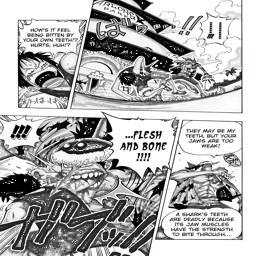 HOW'S IT FEEL
BEING BITTEN BY
YOUR OWN TEETH!?
HURTS, HUH!?
THEY MAY BE MY
TEETH, BUT YOUR
JAWS ARE TOO
WEAK!
A SHARK'S TEETH
ARE DEADLY BECAUSE
ITS JAW MUSCLES
HAVE THE STRENGTH
TO BITE THROUGH...
...FLESH
AND BONE
!!!!